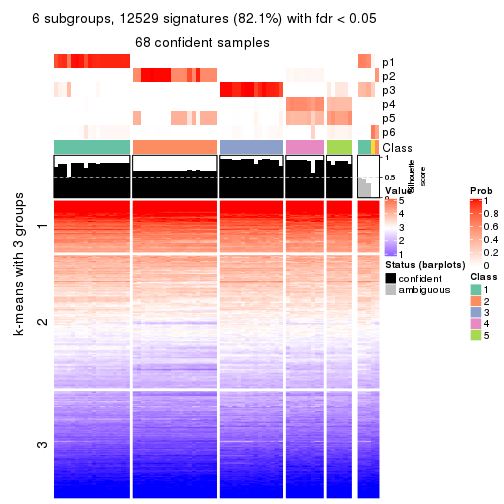 6 subgroups, 12529 signatures (82.1%) with fdr < 0.05
68 confident samples
p1
p2
p3
p4
p5
p6
Class
1
0.5
0
Silhouette
score
k-means with 3 groups
1
2
3
Value
5
4
3
2
1
Status (barplots)
confident
ambiguous
Prob
1
0.8
0.6
0.4
0.2
0
Class
1
2
3
4
5